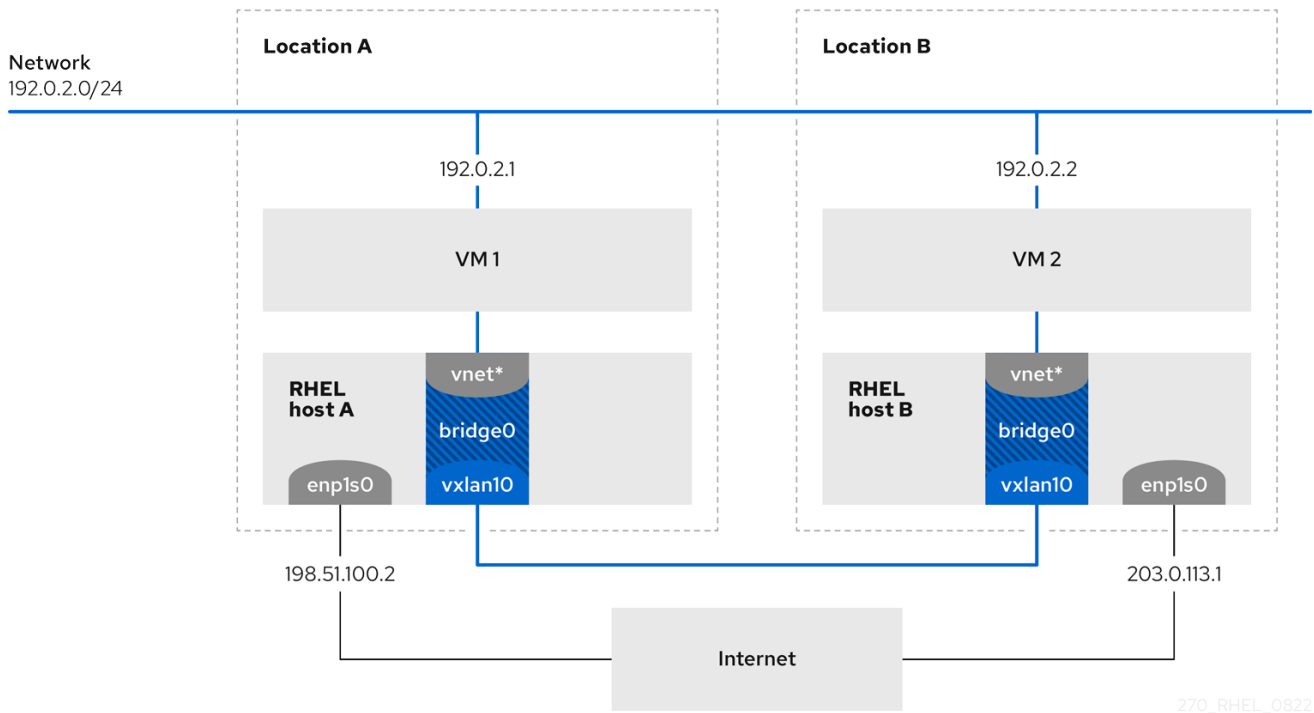 Location A
Location B
Network
192.0.2.0/24
192.0.2.1
192.0.2.2
VM 1
VM 2
RHEL
host A
vnet*
bridge0
enp1s0
vxlan10
RHEL
host B
vnet*
bridge0
vxlan10
enp1s0
198.51.100.2
203.0.113.1
Internet
270_RHEL_0822